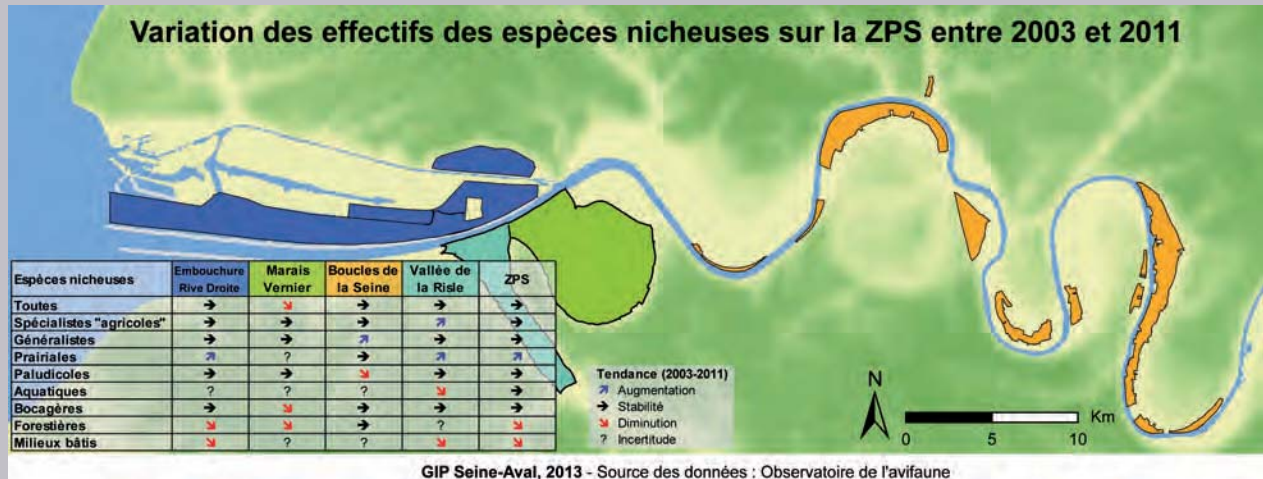 Variation des effectifs des espèces nicheuses sur la ZPS entre 2003 et 2011
Espèces nicheuses Embouchure Rive Droite Marais Vernier Boucles de la Seine Vallée de la Risle ZPS
Toutes → ↘ → → →
Spécialistes "agricoles" → → → ↗ →
Généralistes → → ↗ → →
Prairiales ↗ ? → ↗ ↗
Paludicoles → → ↘ → →
Aquatiques ? ? ? ↘ →
Bocagères → ↘ → → →
Forestières ↘ ↘ → ? ↘
Milieux bâtis ↘ ? ? ↘ ↘
Tendance (2003-2011)
↗ Augmentation
→ Stabilité
↘ Diminution
? Incertitude
N
Km
0 5 10
GIP Seine-Aval, 2013 - Source des données : Observatoire de l'avifaune